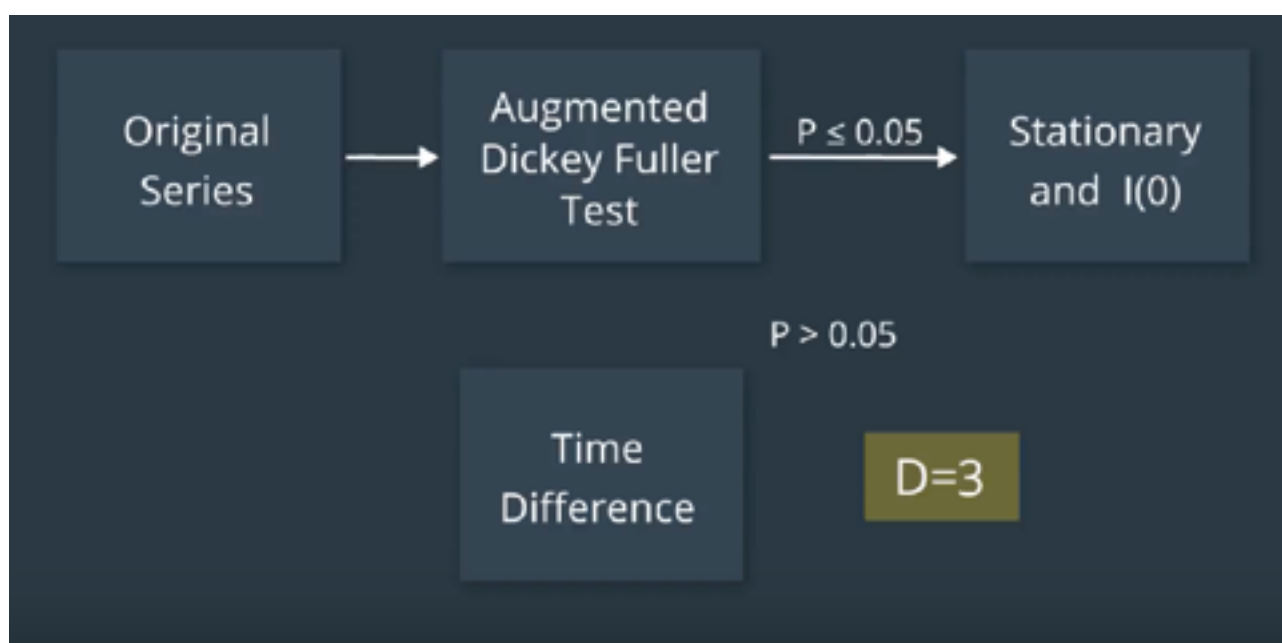 Original
Series
Augmented
Dickey Fuller
Test
P ≤ 0.05
Stationary
and I(0)
P > 0.05
Time
Difference
D=3